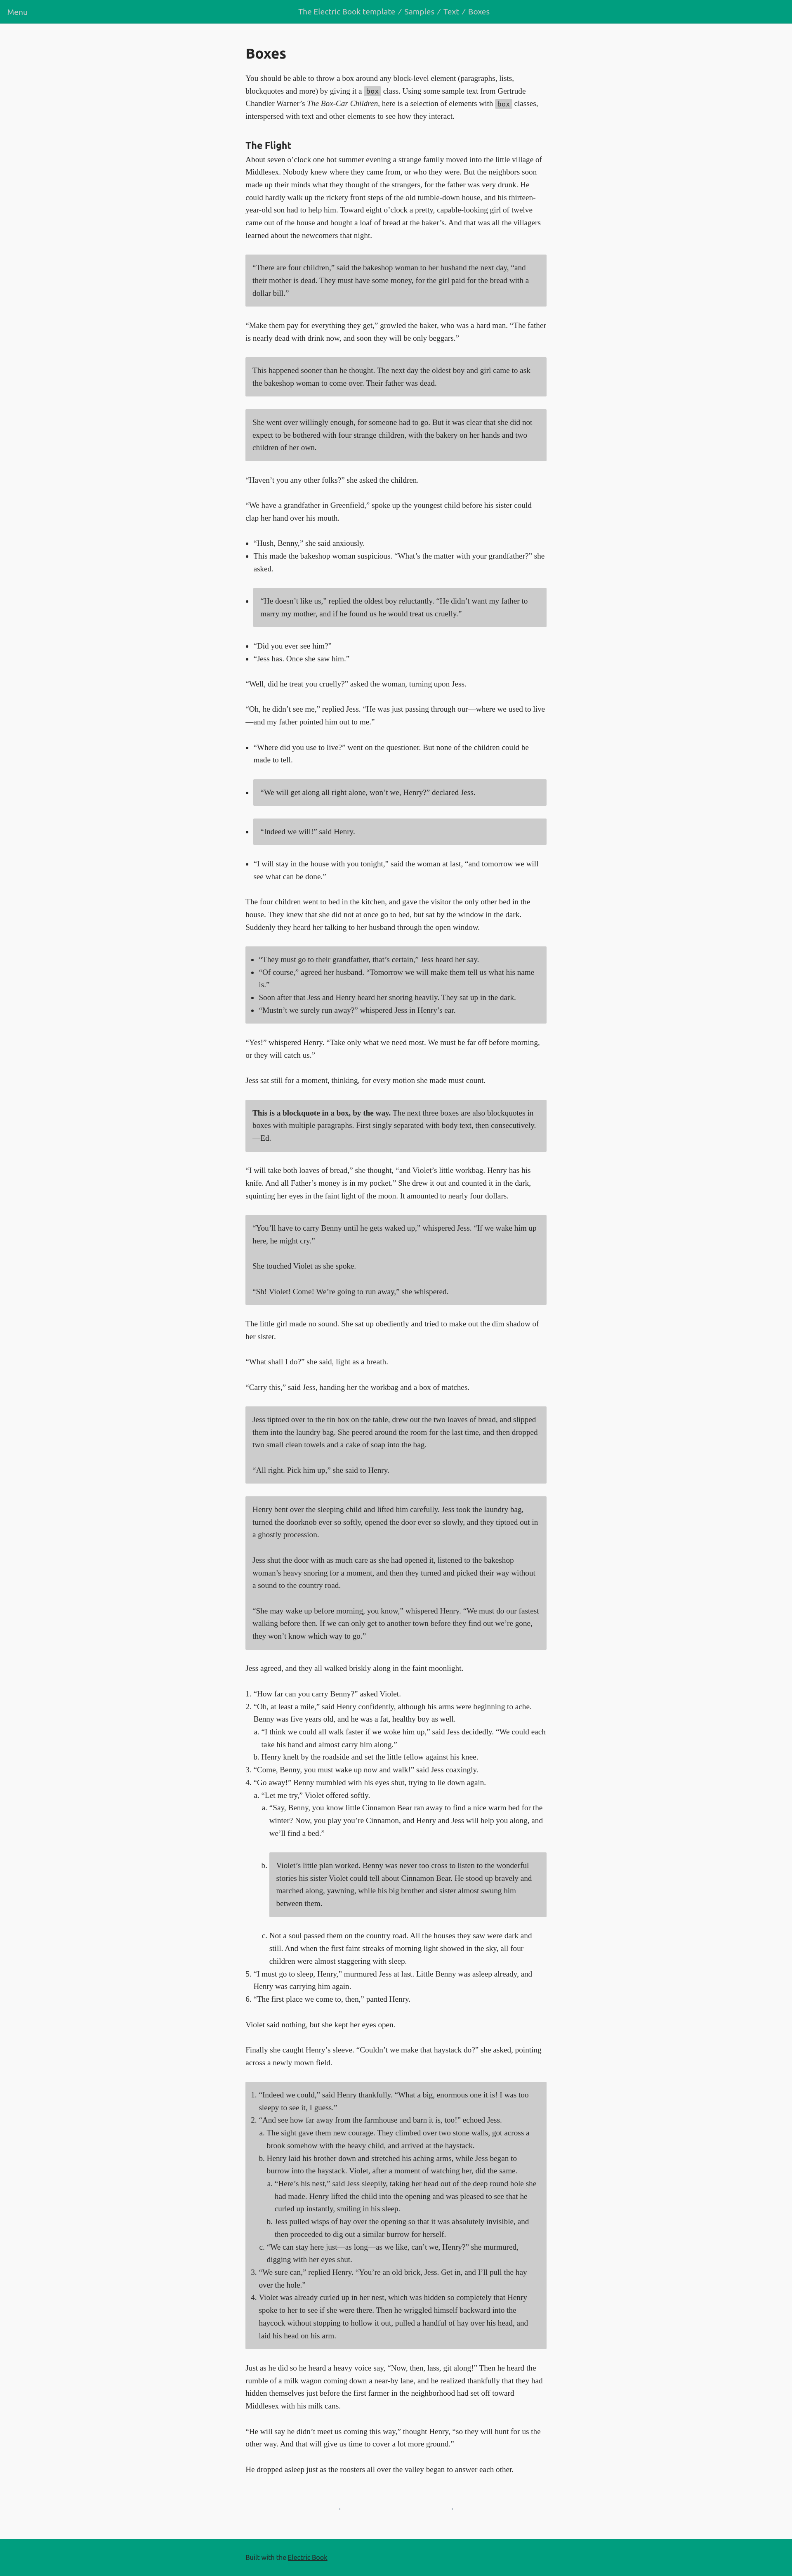 Menu
The Electric Book template / Samples / Text / Boxes
Boxes
You should be able to throw a box around any block-level element (paragraphs, lists,
blockquotes and more) by giving it a box class. Using some sample text from Gertrude
Chandler Warner’s The Box-Car Children, here is a selection of elements with box classes,
interspersed with text and other elements to see how they interact.
The Flight
About seven o’clock one hot summer evening a strange family moved into the little village of
Middlesex. Nobody knew where they came from, or who they were. But the neighbors soon
made up their minds what they thought of the strangers, for the father was very drunk. He
could hardly walk up the rickety front steps of the old tumble-down house, and his thirteen-
year-old son had to help him. Toward eight o’clock a pretty, capable-looking girl of twelve
came out of the house and bought a loaf of bread at the baker’s. And that was all the villagers
learned about the newcomers that night.
“There are four children,” said the bakeshop woman to her husband the next day, “and
their mother is dead. They must have some money, for the girl paid for the bread with a
dollar bill.”
“Make them pay for everything they get,” growled the baker, who was a hard man. “The father
is nearly dead with drink now, and soon they will be only beggars.”
This happened sooner than he thought. The next day the oldest boy and girl came to ask
the bakeshop woman to come over. Their father was dead.
She went over willingly enough, for someone had to go. But it was clear that she did not
expect to be bothered with four strange children, with the bakery on her hands and two
children of her own.
“Haven’t you any other folks?” she asked the children.
“We have a grandfather in Greenfield,” spoke up the youngest child before his sister could
clap her hand over his mouth.
• “Hush, Benny,” she said anxiously.
• This made the bakeshop woman suspicious. “What’s the matter with your grandfather?” she
asked.
• “He doesn’t like us,” replied the oldest boy reluctantly. “He didn’t want my father to
marry my mother, and if he found us he would treat us cruelly.”
• “Did you ever see him?”
• “Jess has. Once she saw him.”
“Well, did he treat you cruelly?” asked the woman, turning upon Jess.
“Oh, he didn’t see me,” replied Jess. “He was just passing through our—where we used to live
—and my father pointed him out to me.”
• “Where did you use to live?” went on the questioner. But none of the children could be
made to tell.
• “We will get along all right alone, won’t we, Henry?” declared Jess.
• “Indeed we will!” said Henry.
• “I will stay in the house with you tonight,” said the woman at last, “and tomorrow we will
see what can be done.”
The four children went to bed in the kitchen, and gave the visitor the only other bed in the
house. They knew that she did not at once go to bed, but sat by the window in the dark.
Suddenly they heard her talking to her husband through the open window.
• “They must go to their grandfather, that’s certain,” Jess heard her say.
• “Of course,” agreed her husband. “Tomorrow we will make them tell us what his name
is.”
• Soon after that Jess and Henry heard her snoring heavily. They sat up in the dark.
• “Mustn’t we surely run away?” whispered Jess in Henry’s ear.
“Yes!” whispered Henry. “Take only what we need most. We must be far off before morning,
or they will catch us.”
Jess sat still for a moment, thinking, for every motion she made must count.
This is a blockquote in a box, by the way. The next three boxes are also blockquotes in
boxes with multiple paragraphs. First singly separated with body text, then consecutively.
—Ed.
“I will take both loaves of bread,” she thought, “and Violet’s little workbag. Henry has his
knife. And all Father’s money is in my pocket.” She drew it out and counted it in the dark,
squinting her eyes in the faint light of the moon. It amounted to nearly four dollars.
“You’ll have to carry Benny until he gets waked up,” whispered Jess. “If we wake him up
here, he might cry.”
She touched Violet as she spoke.
“Sh! Violet! Come! We’re going to run away,” she whispered.
The little girl made no sound. She sat up obediently and tried to make out the dim shadow of
her sister.
“What shall I do?” she said, light as a breath.
“Carry this,” said Jess, handing her the workbag and a box of matches.
Jess tiptoed over to the tin box on the table, drew out the two loaves of bread, and slipped
them into the laundry bag. She peered around the room for the last time, and then dropped
two small clean towels and a cake of soap into the bag.
“All right. Pick him up,” she said to Henry.
Henry bent over the sleeping child and lifted him carefully. Jess took the laundry bag,
turned the doorknob ever so softly, opened the door ever so slowly, and they tiptoed out in
a ghostly procession.
Jess shut the door with as much care as she had opened it, listened to the bakeshop
woman’s heavy snoring for a moment, and then they turned and picked their way without
a sound to the country road.
“She may wake up before morning, you know,” whispered Henry. “We must do our fastest
walking before then. If we can only get to another town before they find out we’re gone,
they won’t know which way to go.”
Jess agreed, and they all walked briskly along in the faint moonlight.
1. “How far can you carry Benny?” asked Violet.
2. “Oh, at least a mile,” said Henry confidently, although his arms were beginning to ache.
Benny was five years old, and he was a fat, healthy boy as well.
a. “I think we could all walk faster if we woke him up,” said Jess decidedly. “We could each
take his hand and almost carry him along.”
b. Henry knelt by the roadside and set the little fellow against his knee.
3. “Come, Benny, you must wake up now and walk!” said Jess coaxingly.
4. “Go away!” Benny mumbled with his eyes shut, trying to lie down again.
a. “Let me try,” Violet offered softly.
a. “Say, Benny, you know little Cinnamon Bear ran away to find a nice warm bed for the
winter? Now, you play you’re Cinnamon, and Henry and Jess will help you along, and
we’ll find a bed.”
b. Violet’s little plan worked. Benny was never too cross to listen to the wonderful
stories his sister Violet could tell about Cinnamon Bear. He stood up bravely and
marched along, yawning, while his big brother and sister almost swung him
between them.
c. Not a soul passed them on the country road. All the houses they saw were dark and
still. And when the first faint streaks of morning light showed in the sky, all four
children were almost staggering with sleep.
5. “I must go to sleep, Henry,” murmured Jess at last. Little Benny was asleep already, and
Henry was carrying him again.
6. “The first place we come to, then,” panted Henry.
Violet said nothing, but she kept her eyes open.
Finally she caught Henry’s sleeve. “Couldn’t we make that haystack do?” she asked, pointing
across a newly mown field.
1. “Indeed we could,” said Henry thankfully. “What a big, enormous one it is! I was too
sleepy to see it, I guess.”
2. “And see how far away from the farmhouse and barn it is, too!” echoed Jess.
a. The sight gave them new courage. They climbed over two stone walls, got across a
brook somehow with the heavy child, and arrived at the haystack.
b. Henry laid his brother down and stretched his aching arms, while Jess began to
burrow into the haystack. Violet, after a moment of watching her, did the same.
a. “Here’s his nest,” said Jess sleepily, taking her head out of the deep round hole she
had made. Henry lifted the child into the opening and was pleased to see that he
curled up instantly, smiling in his sleep.
b. Jess pulled wisps of hay over the opening so that it was absolutely invisible, and
then proceeded to dig out a similar burrow for herself.
c. “We can stay here just—as long—as we like, can’t we, Henry?” she murmured,
digging with her eyes shut.
3. “We sure can,” replied Henry. “You’re an old brick, Jess. Get in, and I’ll pull the hay
over the hole.”
4. Violet was already curled up in her nest, which was hidden so completely that Henry
spoke to her to see if she were there. Then he wriggled himself backward into the
haycock without stopping to hollow it out, pulled a handful of hay over his head, and
laid his head on his arm.
Just as he did so he heard a heavy voice say, “Now, then, lass, git along!” Then he heard the
rumble of a milk wagon coming down a near-by lane, and he realized thankfully that they had
hidden themselves just before the first farmer in the neighborhood had set off toward
Middlesex with his milk cans.
“He will say he didn’t meet us coming this way,” thought Henry, “so they will hunt for us the
other way. And that will give us time to cover a lot more ground.”
He dropped asleep just as the roosters all over the valley began to answer each other.
Built with the Electric Book